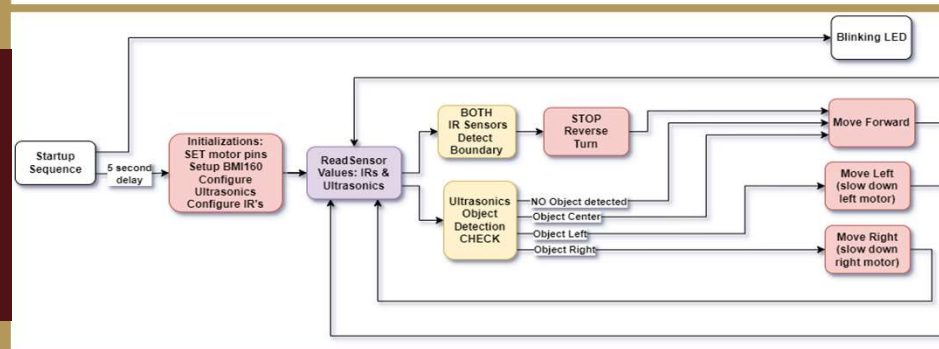 Blinking LED
Startup
Sequence
5 second
delay
Initializations:
SET motor pins
Setup BMI160
Configure
Ultrasonics
Configure IR's
Read Sensor
Values: IRs &
Ultrasonics
BOTH
IR Sensors
Detect
Boundary
STOP
Reverse
Turn
Move Forward
Ultrasonics
Object
Detection
CHECK
NO Object detected
Object Center
Object Left
Object Right
Move Left
(slow down
left motor)
Move Right
(slow down
right motor)